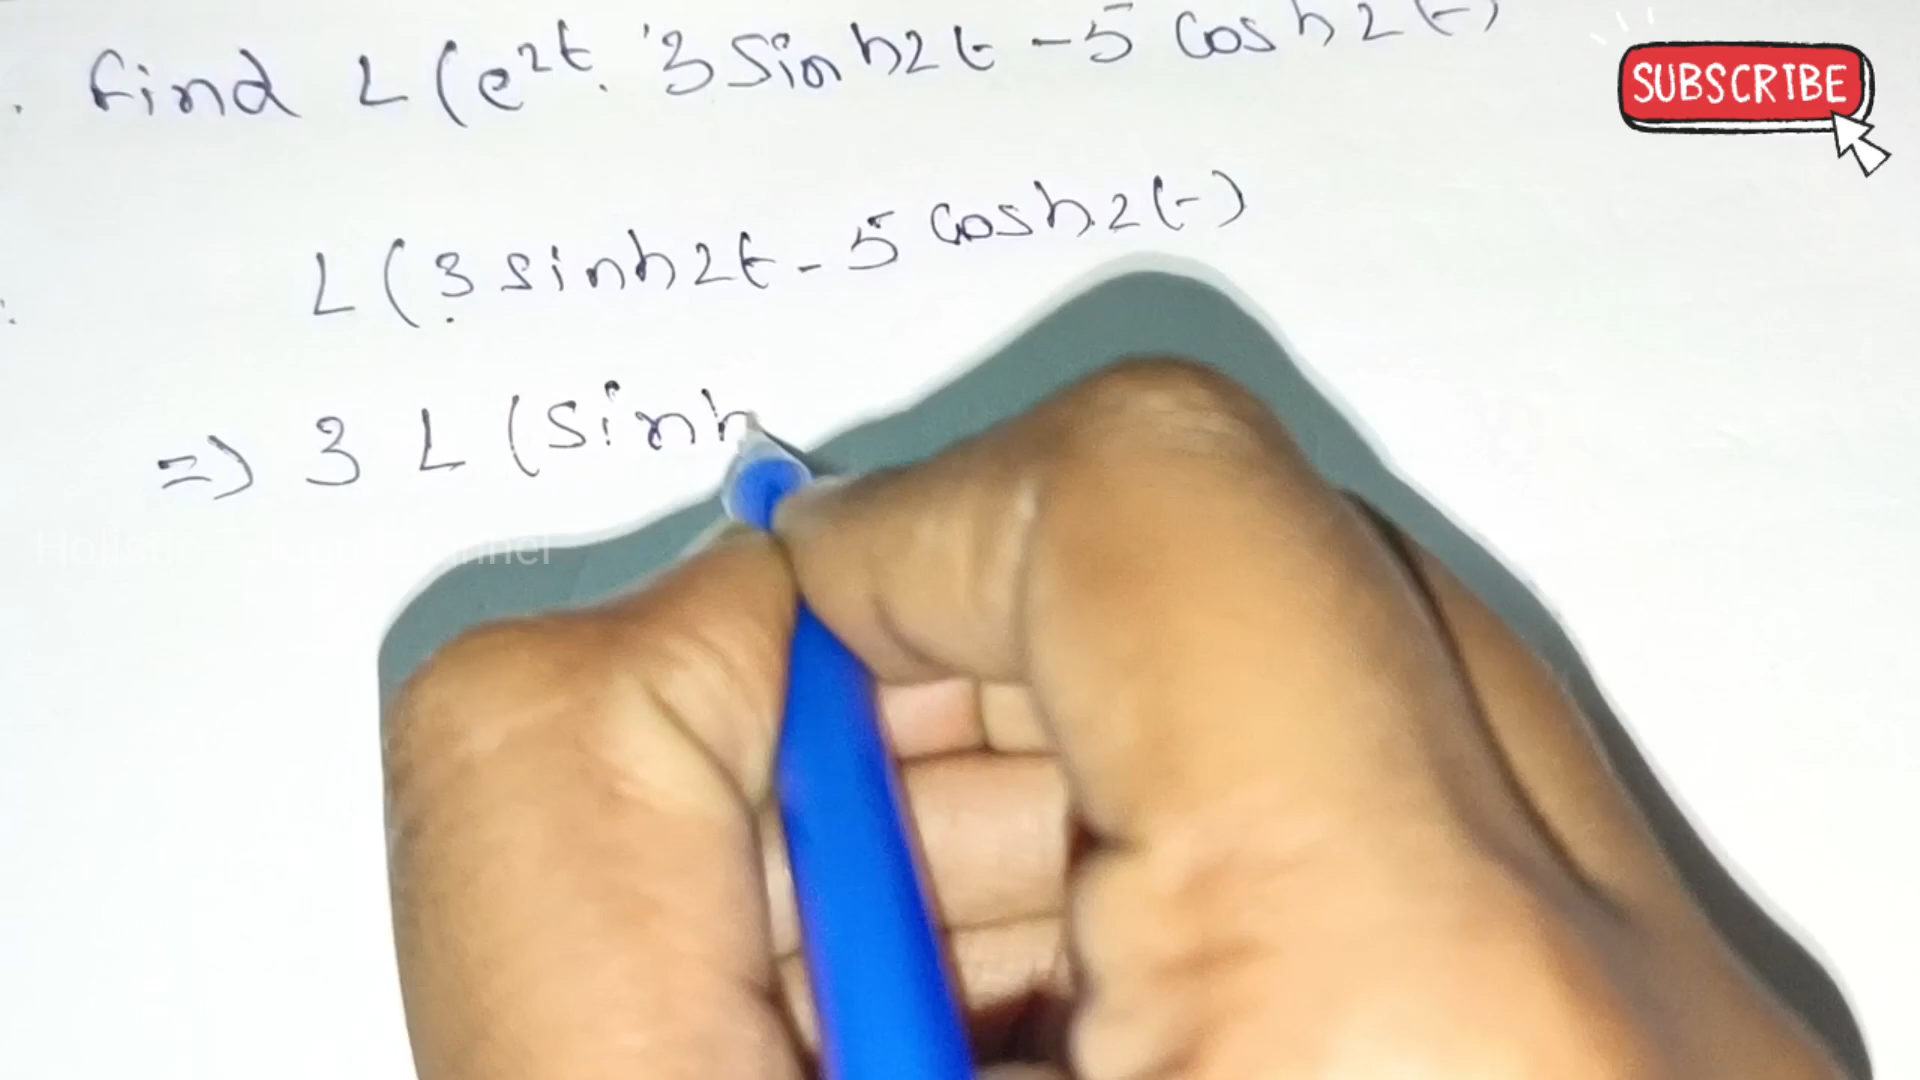 Find L(e^2t. 3 Sinh2t - 5 Cosh2t)
SUBSCRIBE
L(3 sinh2t - 5 Cosh2t)
=> 3 L (Sinh